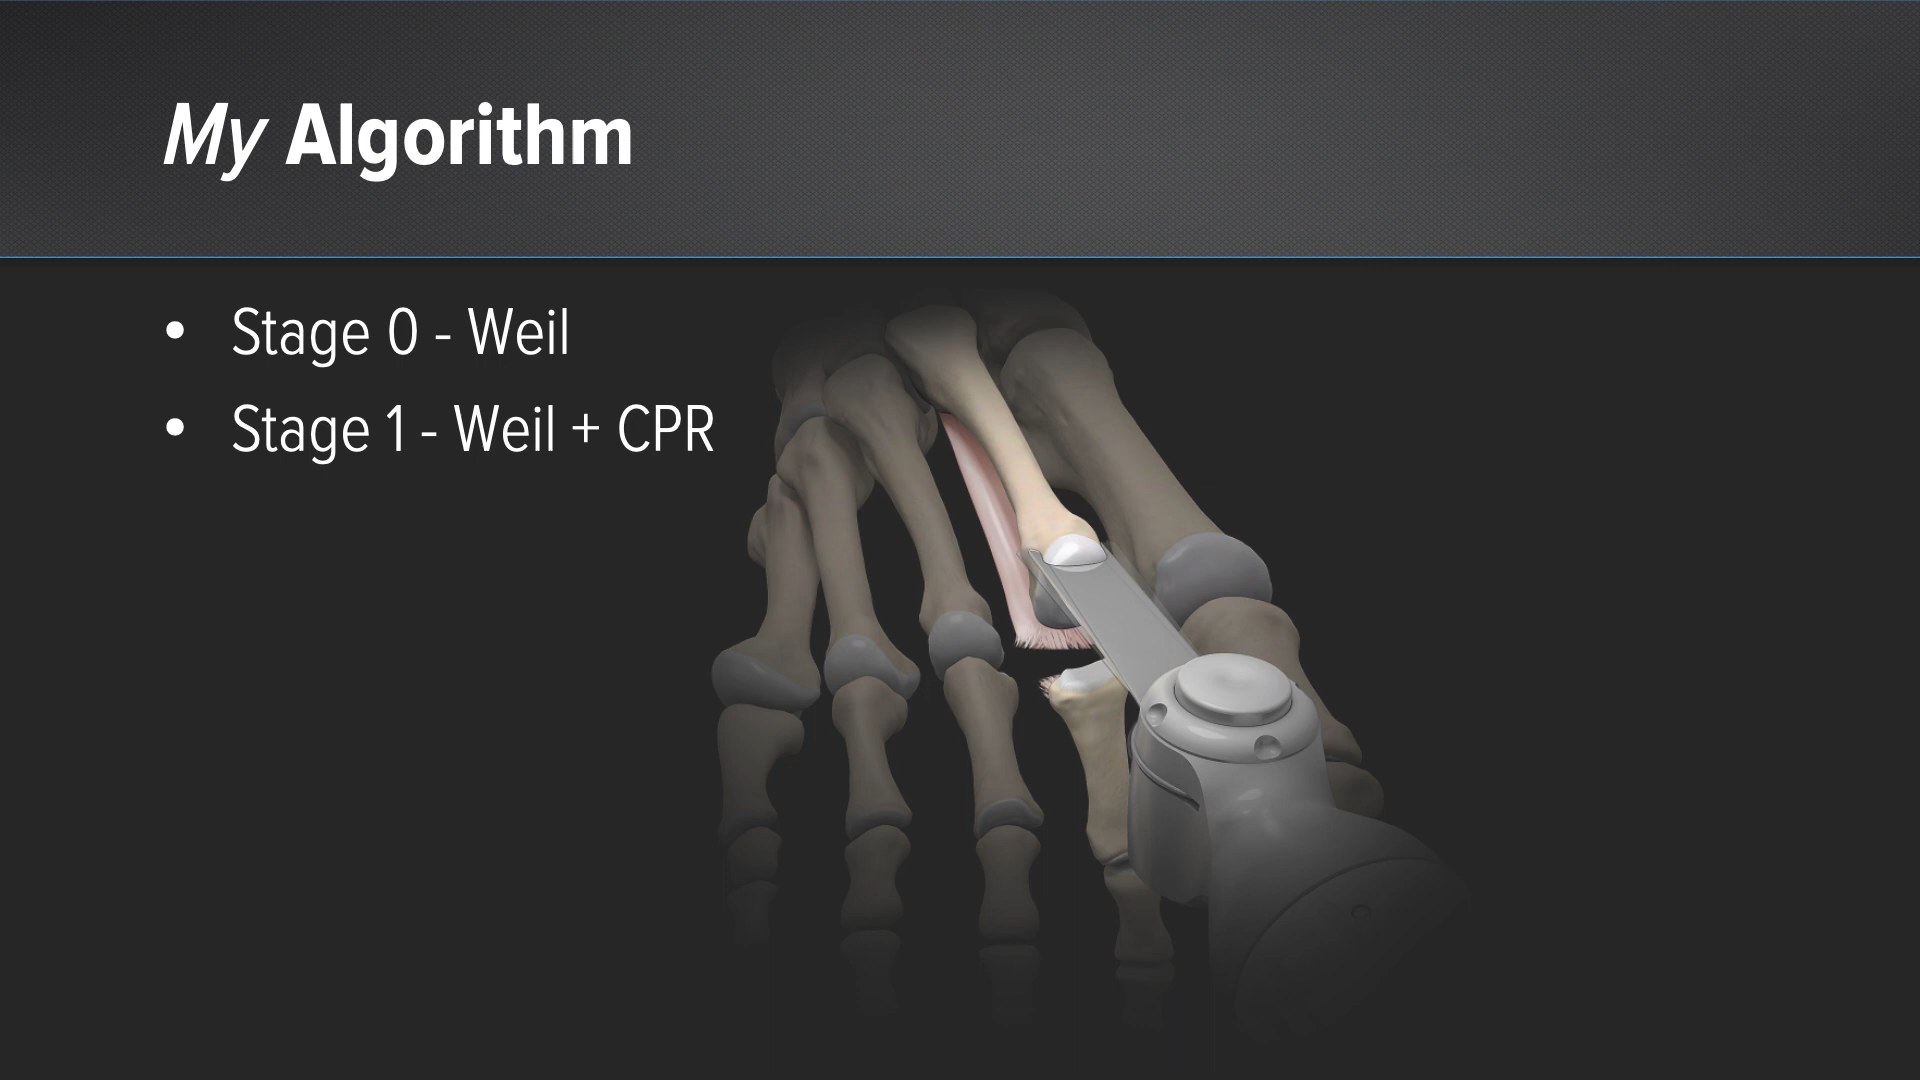 My Algorithm
• Stage 0 - Weil
• Stage 1 - Weil + CPR